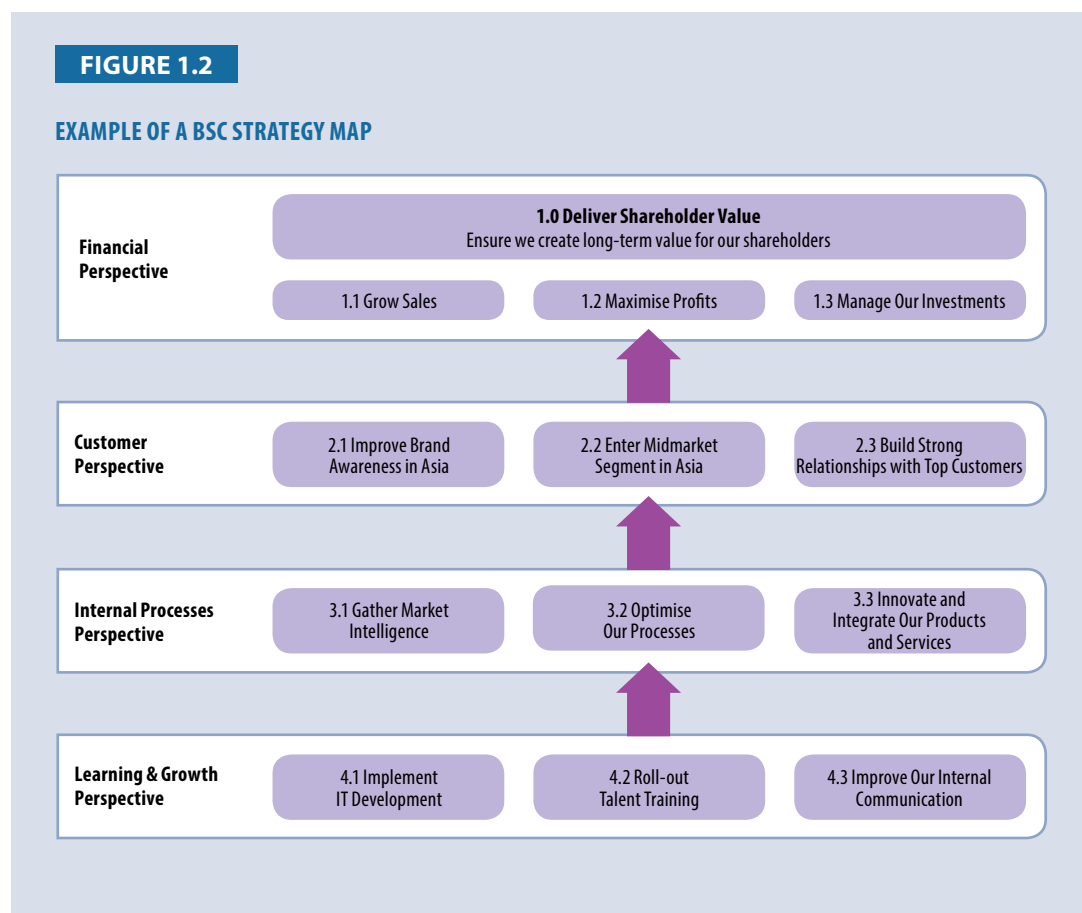 FIGURE 1.2
EXAMPLE OF A BSC STRATEGY MAP
Financial
Perspective
1.0 Deliver Shareholder Value
Ensure we create long-term value for our shareholders
1.1 Grow Sales
1.2 Maximise Profits
1.3 Manage Our Investments
Customer
Perspective
2.1 Improve Brand
Awareness in Asia
2.2 Enter Midmarket
Segment in Asia
2.3 Build Strong
Relationships with Top Customers
Internal Processes
Perspective
3.1 Gather Market
Intelligence
3.2 Optimise
Our Processes
3.3 Innovate and
Integrate Our Products
and Services
Learning & Growth
Perspective
4.1 Implement
IT Development
4.2 Roll-out
Talent Training
4.3 Improve Our Internal
Communication